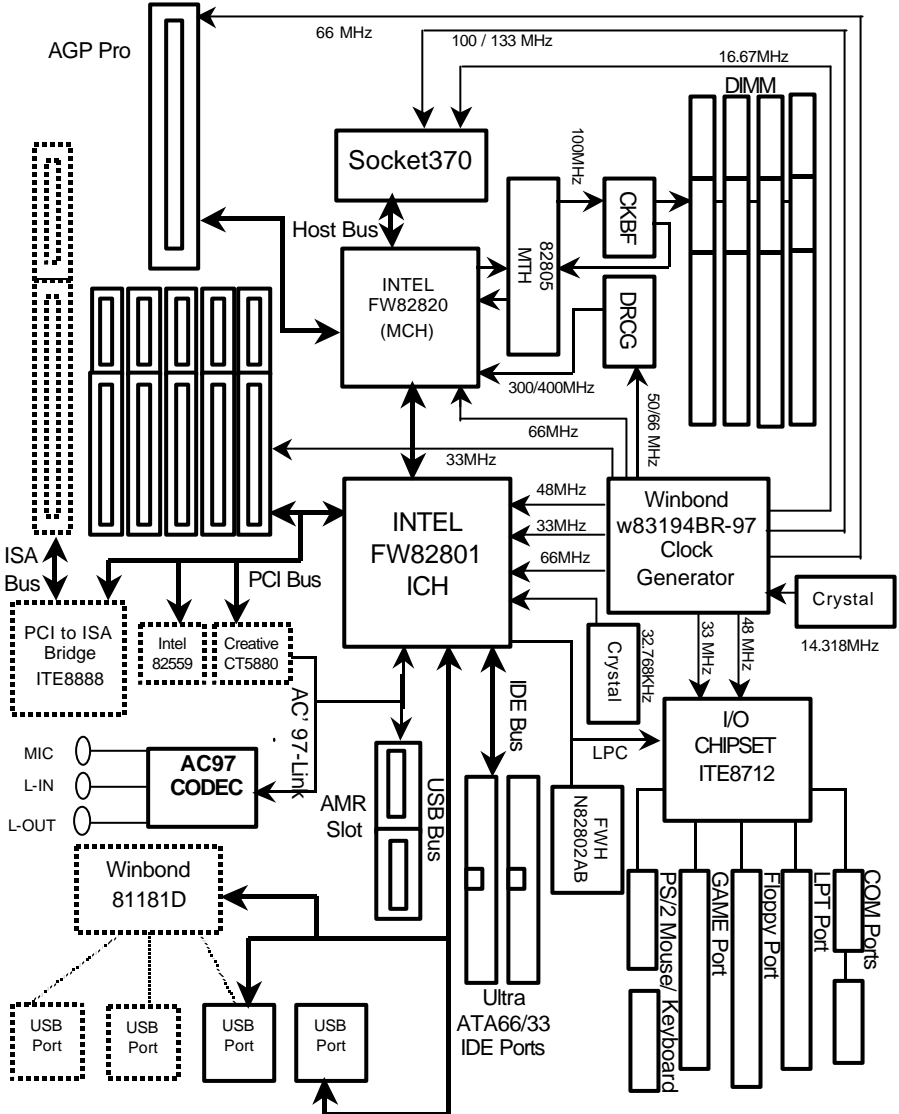 66 MHz
100 / 133 MHz
AGP Pro
16.67MHz
DIMM
Socket370
100MHz
CKBF
Host Bus
82805
MTH
INTEL
FW82820
(MCH)
DRCG
300/400MHz
50/66 MHz
66MHz
33MHz
INTEL
FW82801
ICH
48MHz
33MHz
66MHz
Winbond
w83194BR-97
Clock
Generator
Crystal
14.318MHz
ISA
Bus
PCI Bus
PCI to ISA
Bridge
ITE8888
Intel
82559
Creative
CT5880
Crystal
32.768KHz
33 MHz
48 MHz
AC' 97-Link
IDE Bus
LPC
I/O
CHIPSET
ITE8712
MIC
L-IN
L-OUT
AC97
CODEC
AMR
Slot
USB Bus
FWH
N82802AB
Winbond
81181D
PS/2 Mouse/ Keyboard
GAME Port
Floppy Port
LPT Port
COM Ports
USB
Port
USB
Port
USB
Port
USB
Port
Ultra
ATA66/33
IDE Ports